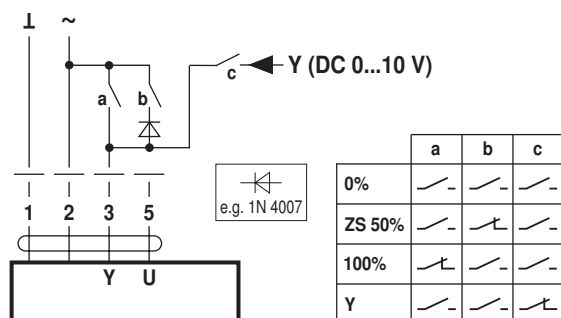 ⊥ ~
c Y (DC 0...10 V)
a b
e.g. 1N 4007
1 2 3 5
Y U
a b c
0%
ZS 50%
100%
Y